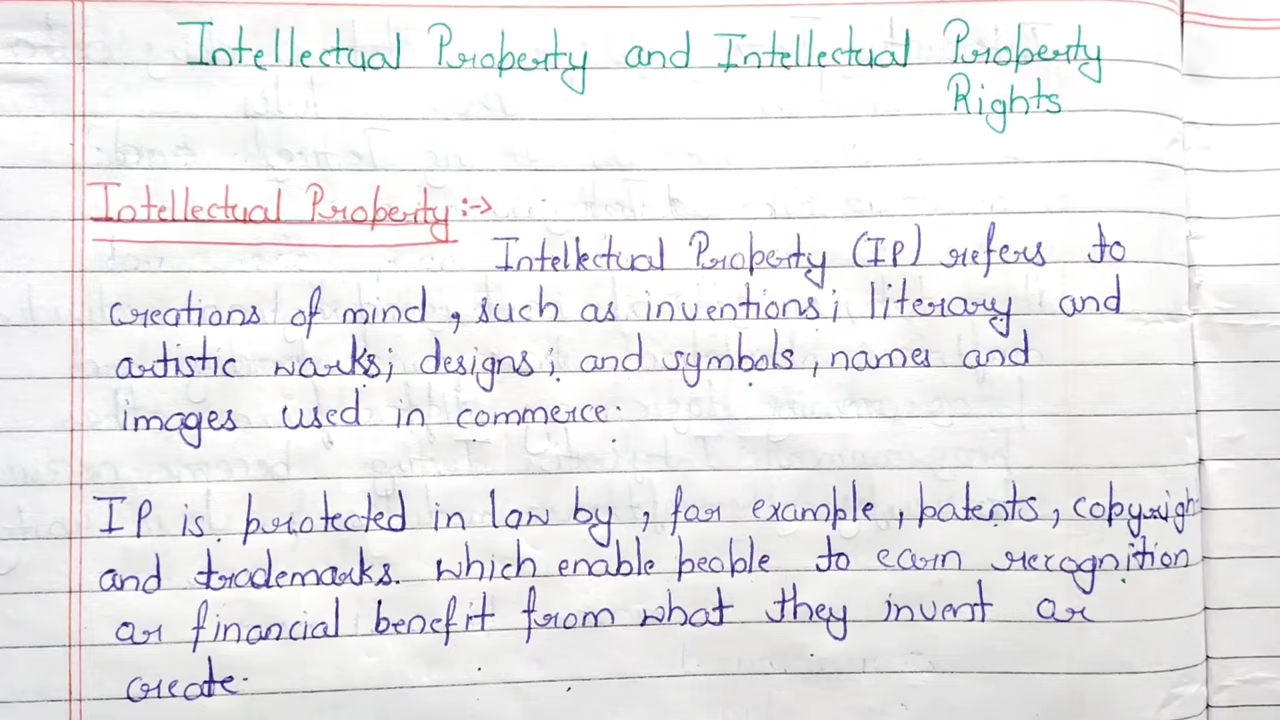 Intellectual Property and Intellectual Property
Rights
Intellectual Property :->
Intellectual Property (IP) refers to
creations of mind, such as inventions; literary and
artistic works; designs; and symbols, names and
images used in commerce.
IP is protected in law by, for example, patents, copyrigh
and trademarks. which enable people to earn recognition
or financial benefit from what they invent or
create.